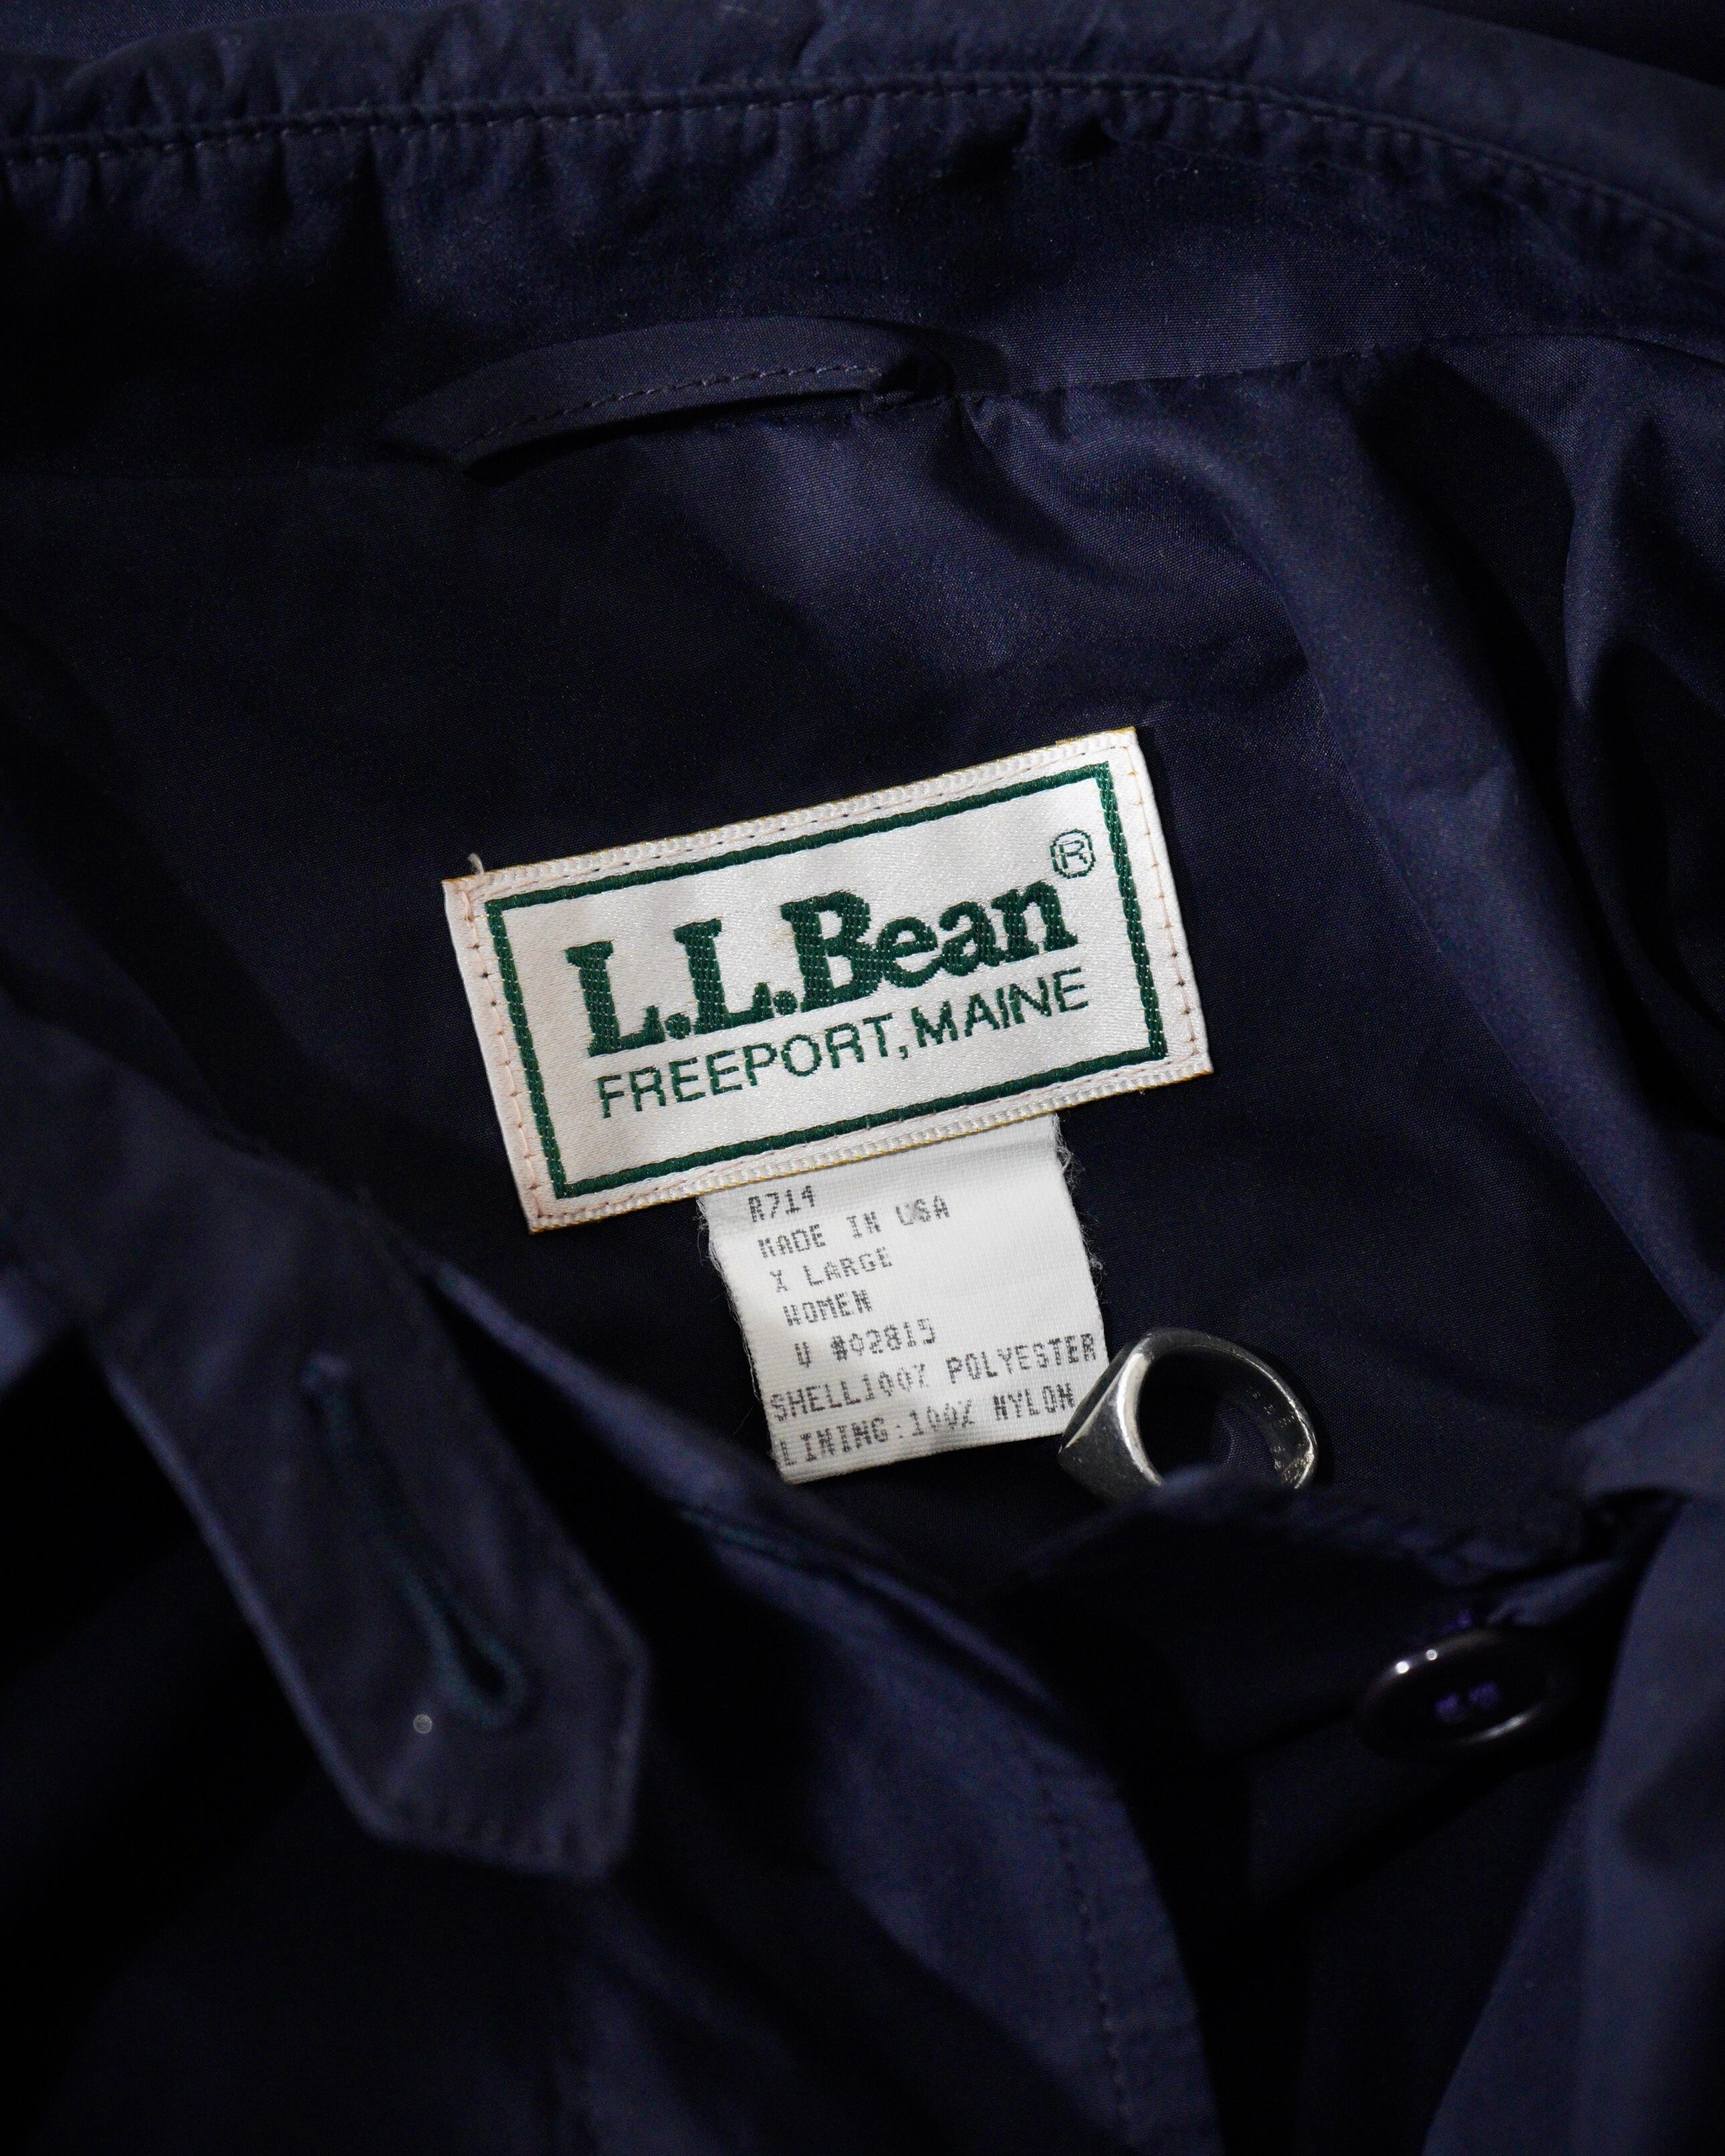 L.L.Bean®
FREEPORT, MAINE
R714
MADE IN USA
X LARGE
WOMEN
U #02815
SHELL100% POLYESTER
LINING:100% NYLON